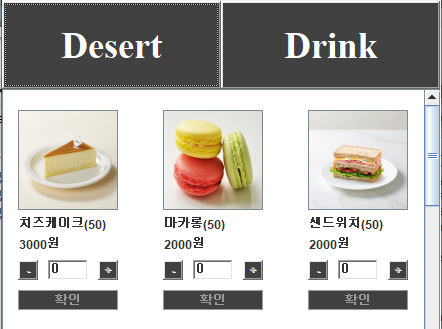 Desert Drink
치즈케이크(50) 마카롱(50) 샌드위치(50)
3000원 2000원 2000원
- 0 + - 0 + - 0 +
확인 확인 확인